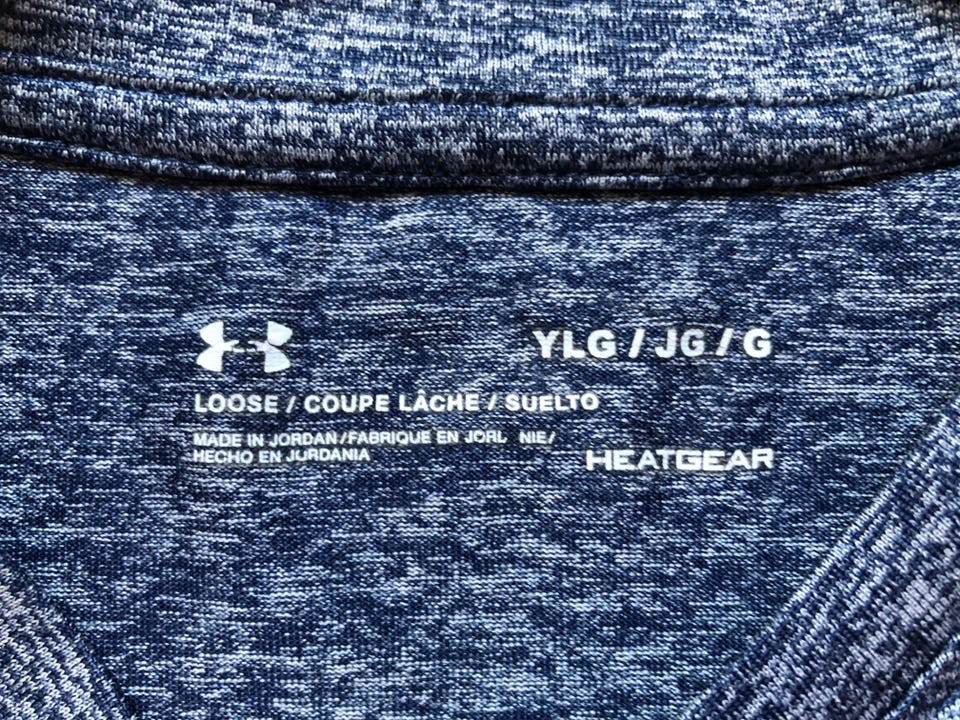 YLG / JG / G
LOOSE / COUPE LÂCHE / SUELTO
MADE IN JORDAN / FABRIQUE EN
HECHO EN JORDANIA
HEATGEAR